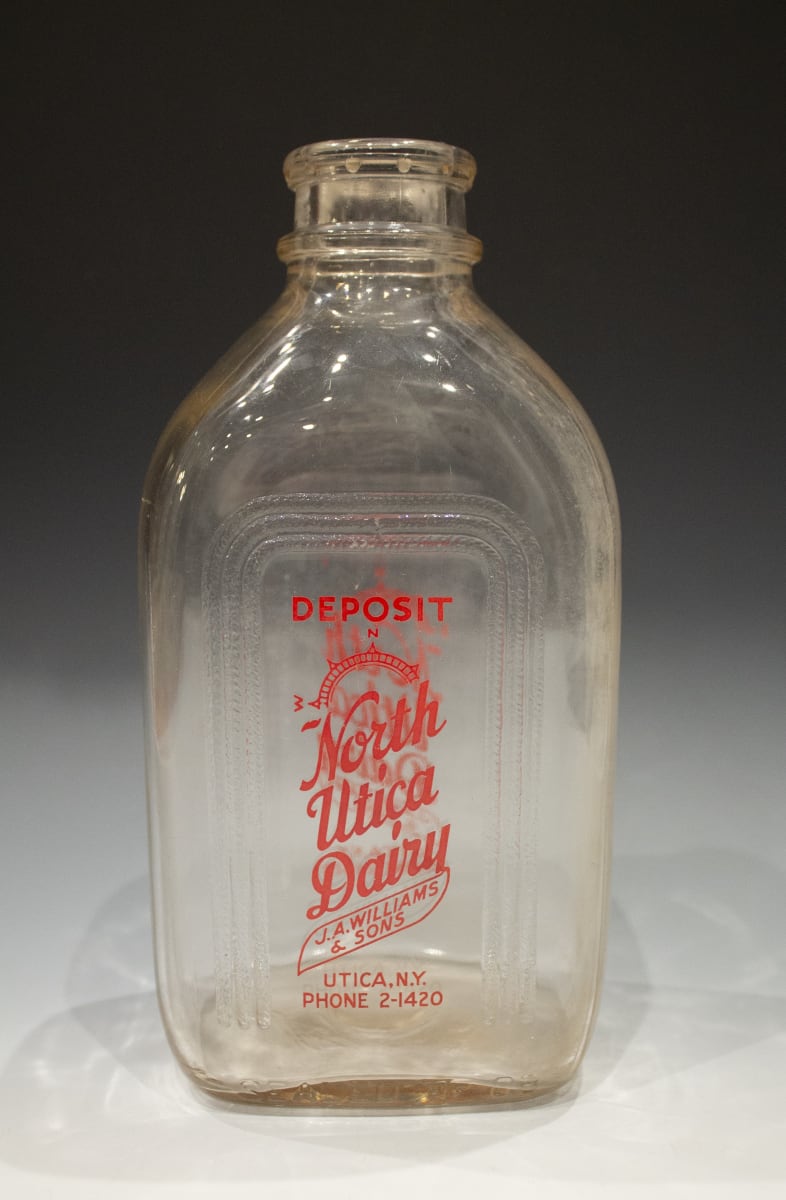 DEPOSIT
N
W
North
Utica
Dairy
J.A. WILLIAMS
& SONS
UTICA, N.Y.
PHONE 2-1420